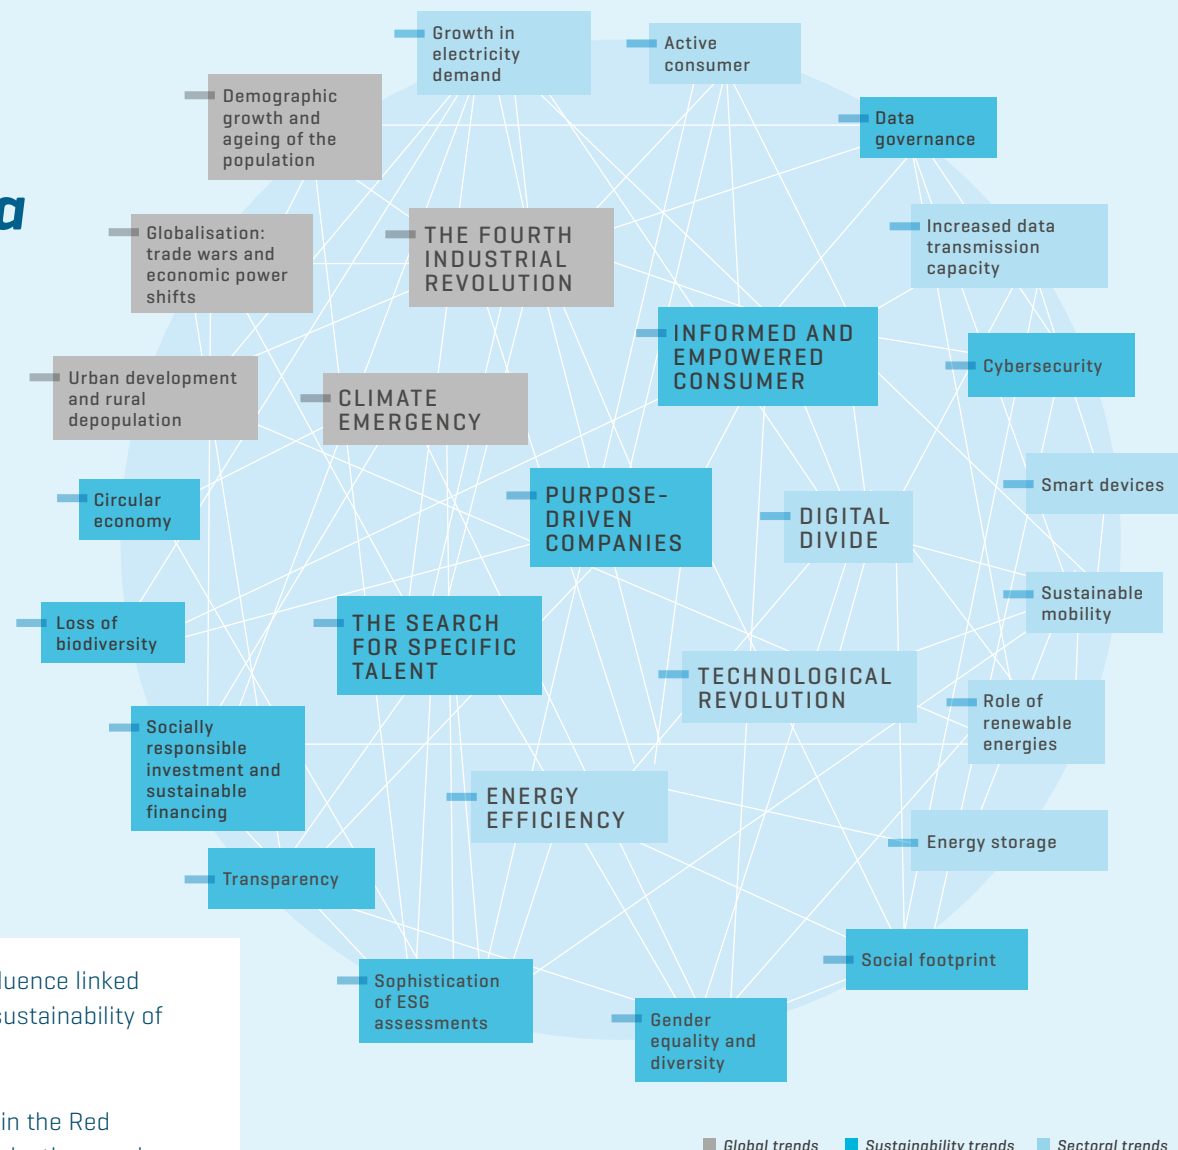 Growth in
electricity
demand
Active
consumer
Demographic
growth and
ageing of the
population
Data
governance
a
Globalisation:
trade wars and
economic power
shifts
THE FOURTH
INDUSTRIAL
REVOLUTION
Increased data
transmission
capacity
INFORMED AND
EMPOWERED
CONSUMER
Cybersecurity
Urban development
and rural
depopulation
CLIMATE
EMERGENCY
Circular
economy
PURPOSE-
DRIVEN
COMPANIES
DIGITAL
DIVIDE
Smart devices
Sustainable
mobility
Loss of
biodiversity
THE SEARCH
FOR SPECIFIC
TALENT
TECHNOLOGICAL
REVOLUTION
Role of
renewable
energies
Socially
responsible
investment and
sustainable
financing
ENERGY
EFFICIENCY
Energy storage
Transparency
Social footprint
Sophistication
of ESG
assessments
Gender
equality and
diversity
linked
sustainability of
in the Red
Global trends
Sustainability trends
Sectoral trends